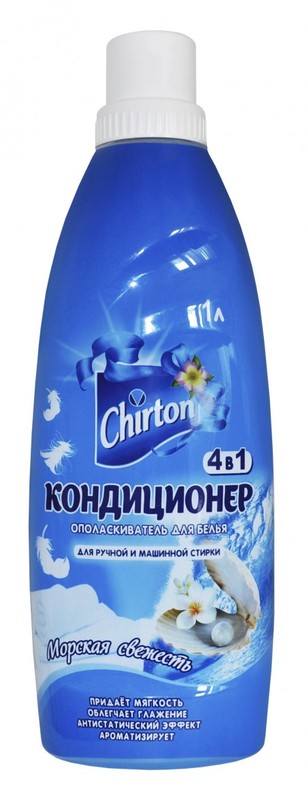 1л
Chirton
4в1
КОНДИЦИОНЕР
ОПОЛАСКИВАТЕЛЬ ДЛЯ БЕЛЬЯ
ДЛЯ РУЧНОЙ И МАШИННОЙ СТИРКИ
Морская свежесть
ПРИДАЁТ МЯГКОСТЬ
ОБЛЕГЧАЕТ ГЛАЖЕНИЕ
АНТИСТАТИЧЕСКИЙ ЭФФЕКТ
АРОМАТИЗИРУЕТ